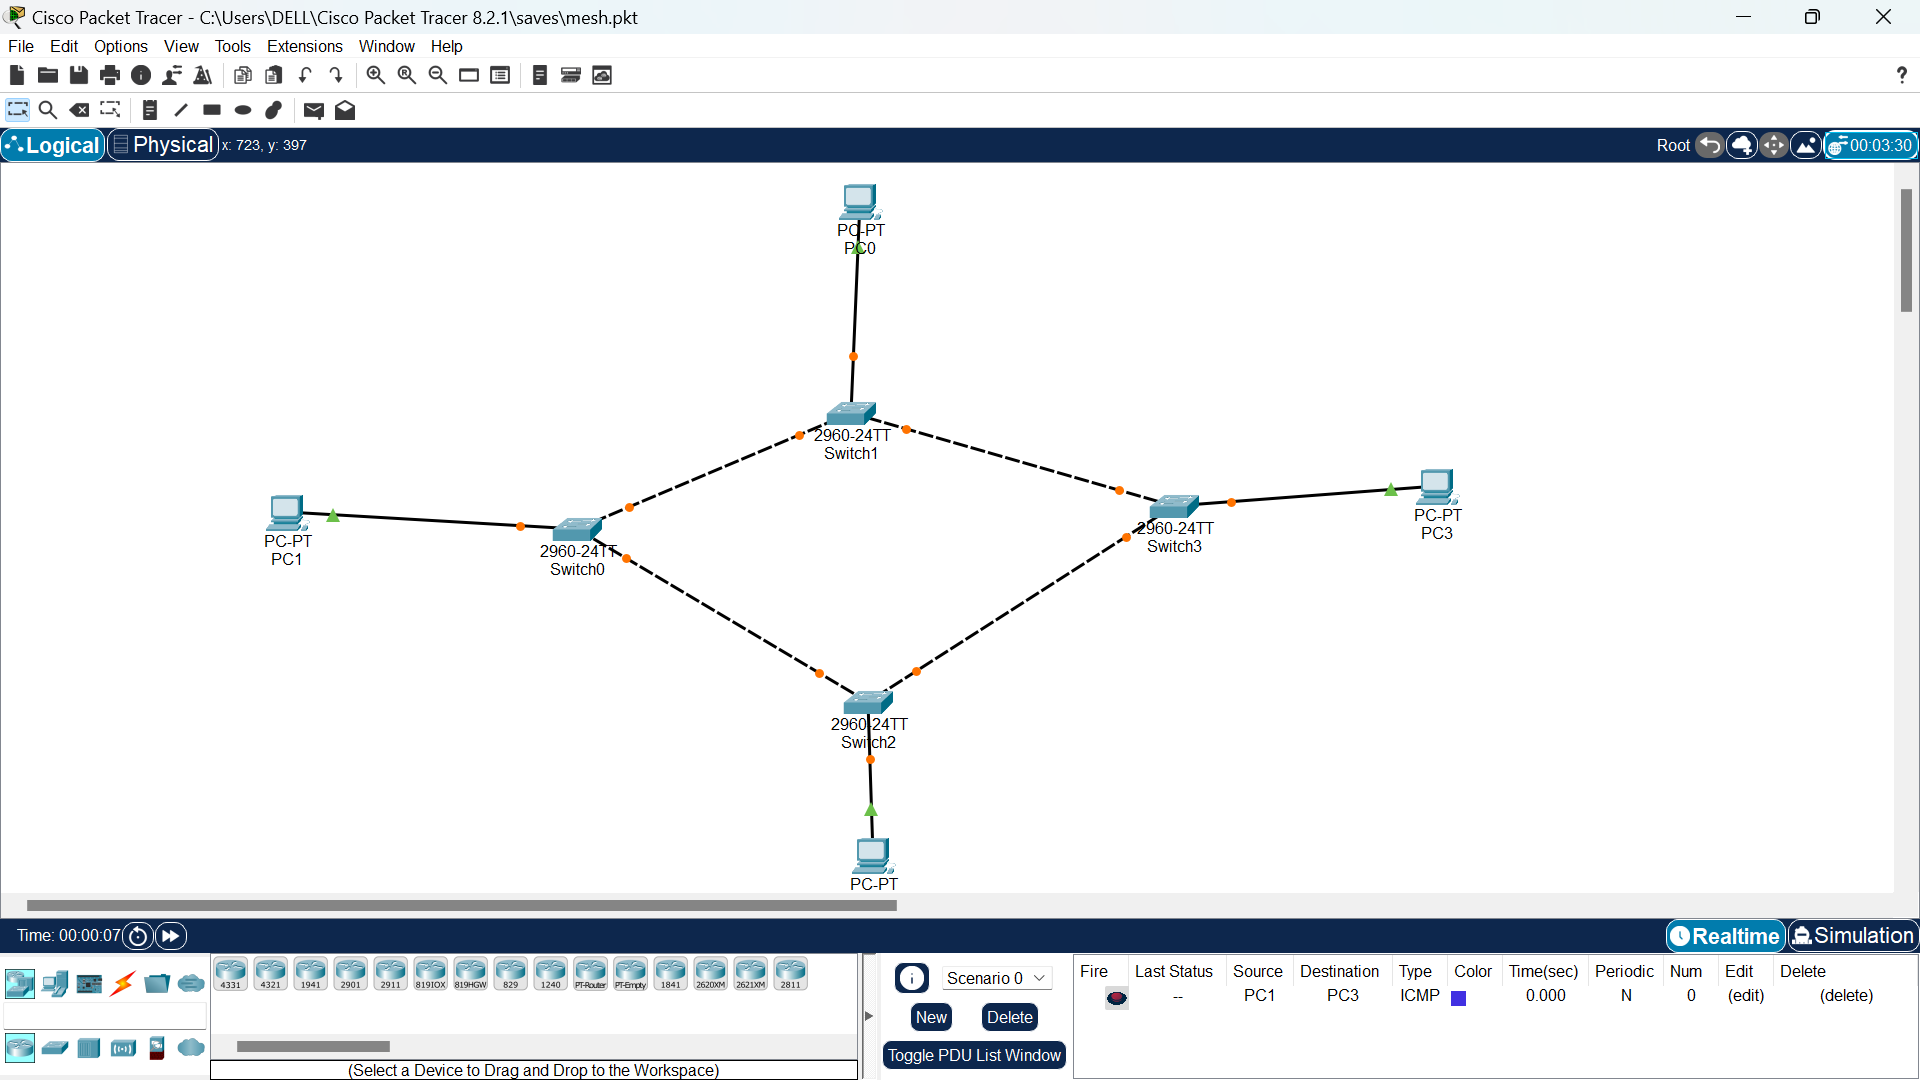 Cisco Packet Tracer - C:\Users\DELL\Cisco Packet Tracer 8.2.1\saves\mesh.pkt
File Edit Options View Tools Extensions Window Help
?
Logical Physical x: 723, y: 397 Root 00:03:30
PC-PT
PC0
2960-24TT
Switch1
PC-PT
PC3
2960-24TT
Switch3
PC-PT
PC1
2960-24TT
Switch0
2960-24TT
Switch2
PC-PT
Time: 00:00:07 Realtime Simulation
4331 4321 1941 2901 2911 819IOX 819HGW 829 1240 PT-Router PT-Empty 1841 2620XM 2621XM 2811
(Select a Device to Drag and Drop to the Workspace)
Scenario 0
New Delete
Toggle PDU List Window
Fire Last Status Source Destination Type Color Time(sec) Periodic Num Edit Delete
-- PC1 PC3 ICMP 0.000 N 0 (edit) (delete)